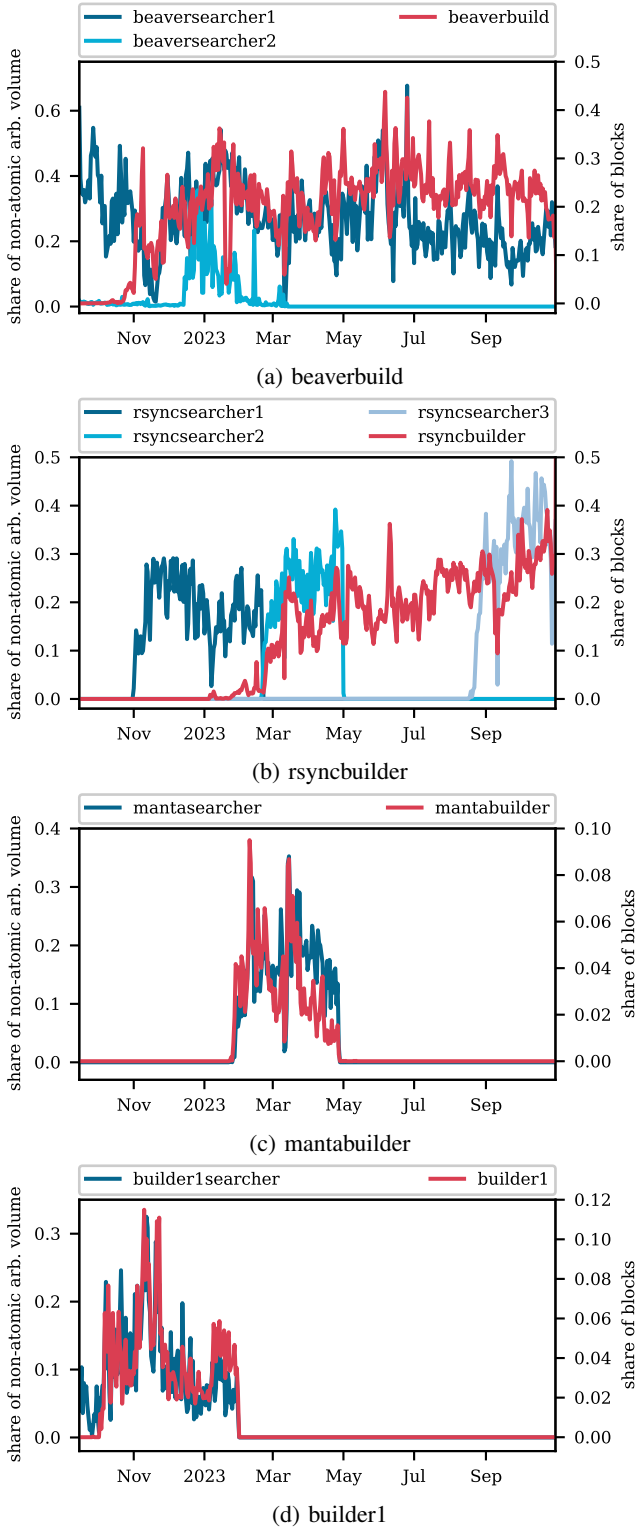 beaversearcher1 beaverbuild
beaversearcher2
share of non-atomic arb. volume
0.6
0.4
0.2
0.0
0.5
0.4
0.3
0.2
0.1
0.0
share of blocks
Nov 2023 Mar May Jul Sep
(a) beaverbuild
rsyncsearcher1 rsyncsearcher3
rsyncsearcher2 rsyncbuilder
share of non-atomic arb. volume
0.5
0.4
0.3
0.2
0.1
0.0
0.5
0.4
0.3
0.2
0.1
0.0
share of blocks
Nov 2023 Mar May Jul Sep
(b) rsyncbuilder
mantasearcher mantabuilder
share of non-atomic arb. volume
0.4
0.3
0.2
0.1
0.0
0.10
0.08
0.06
0.04
0.02
0.00
share of blocks
Nov 2023 Mar May Jul Sep
(c) mantabuilder
builder1searcher builder1
share of non-atomic arb. volume
0.3
0.2
0.1
0.0
0.12
0.10
0.08
0.06
0.04
0.02
0.00
share of blocks
Nov 2023 Mar May Jul Sep
(d) builder1